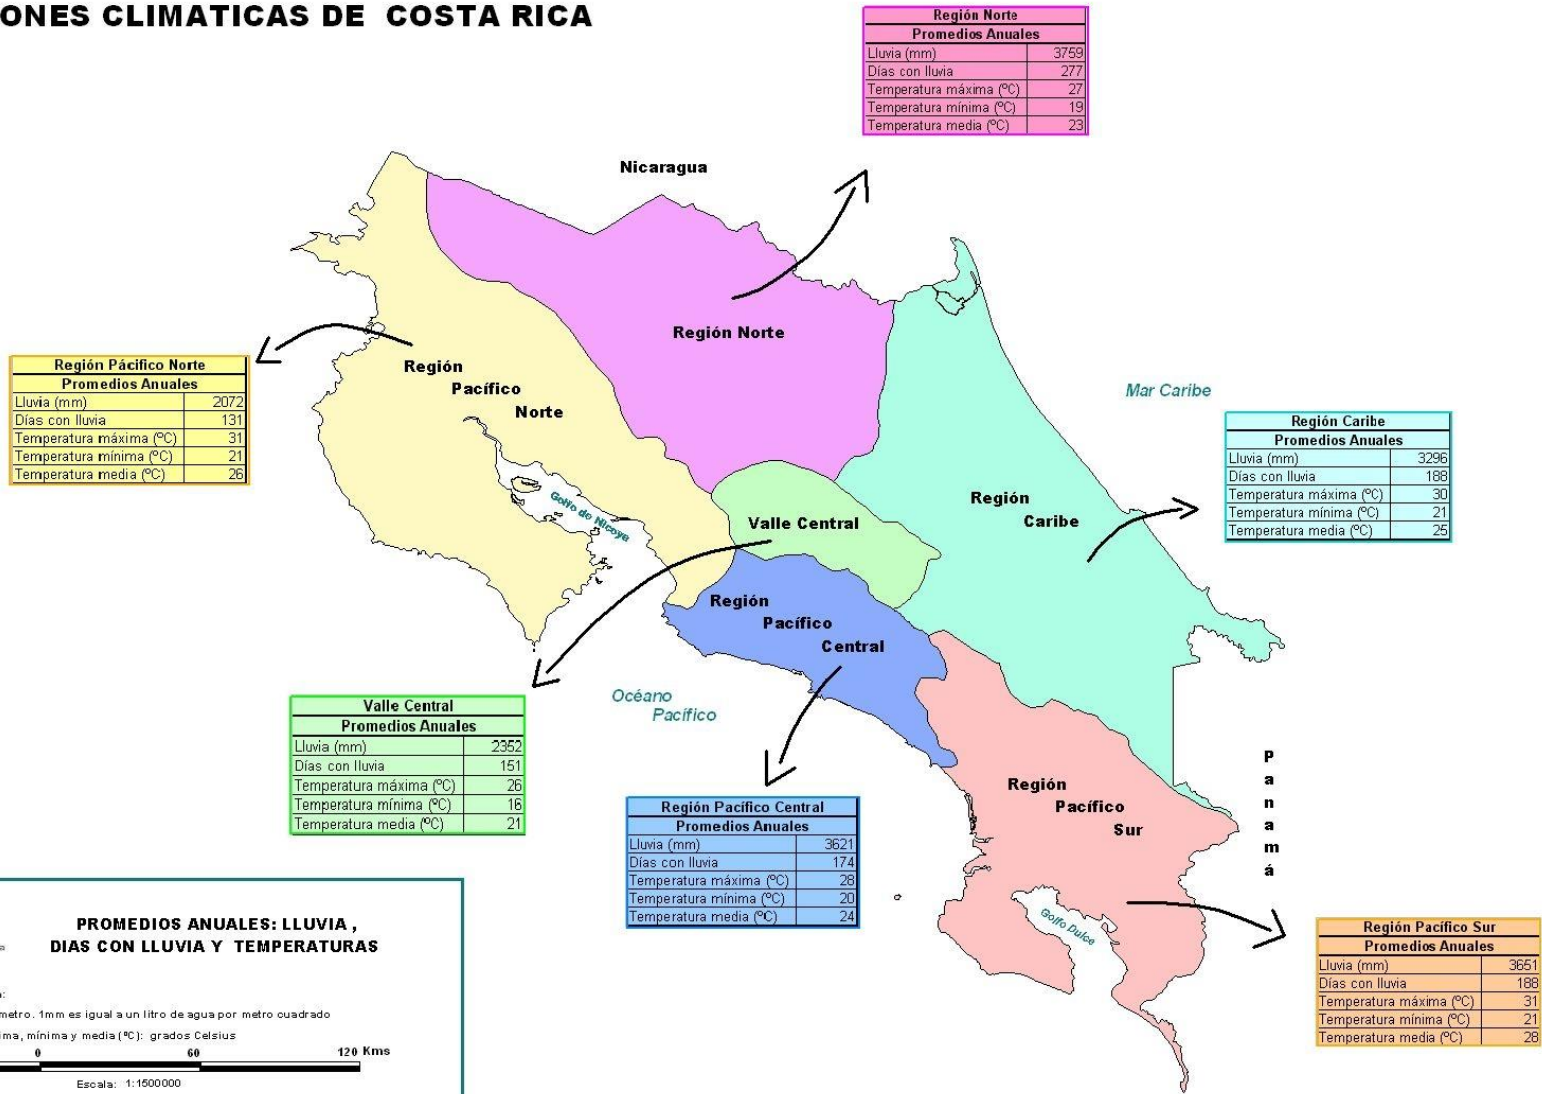 ONES CLIMATICAS DE COSTA RICA
Región Norte
Promedios Anuales
Lluvia (mm) 3759
Días con lluvia 277
Temperatura máxima (ºC) 27
Temperatura mínima (ºC) 19
Temperatura media (ºC) 23
Nicaragua
Región Norte
Región Pácifico Norte
Promedios Anuales
Lluvia (mm) 2072
Días con lluvia 131
Temperatura máxima (ºC) 31
Temperatura mínima (ºC) 21
Temperatura media (ºC) 26
Región
Pacífico
Norte
Mar Caribe
Región Caribe
Promedios Anuales
Lluvia (mm) 3296
Días con lluvia 188
Temperatura máxima (ºC) 30
Temperatura mínima (ºC) 21
Temperatura media (ºC) 25
Región
Caribe
Golfo de Nicoya
Valle Central
Región
Pacífico
Central
Océano
Pacífico
Valle Central
Promedios Anuales
Lluvia (mm) 2352
Días con lluvia 151
Temperatura máxima (ºC) 26
Temperatura mínima (ºC) 16
Temperatura media (ºC) 21
Región Pacífico Central
Promedios Anuales
Lluvia (mm) 3621
Días con lluvia 174
Temperatura máxima (ºC) 28
Temperatura mínima (ºC) 20
Temperatura media (ºC) 24
Región
Pacífico
Sur
Panamá
Golfo Dulce
Región Pacífico Sur
Promedios Anuales
Lluvia (mm) 3651
Días con lluvia 188
Temperatura máxima (ºC) 31
Temperatura mínima (ºC) 21
Temperatura media (ºC) 28
PROMEDIOS ANUALES: LLUVIA ,
DIAS CON LLUVIA Y TEMPERATURAS
metro. 1mm es igual a un litro de agua por metro cuadrado
ima, mínima y media (ºC): grados Celsius
0 60 120 Kms
Escala: 1:1500000